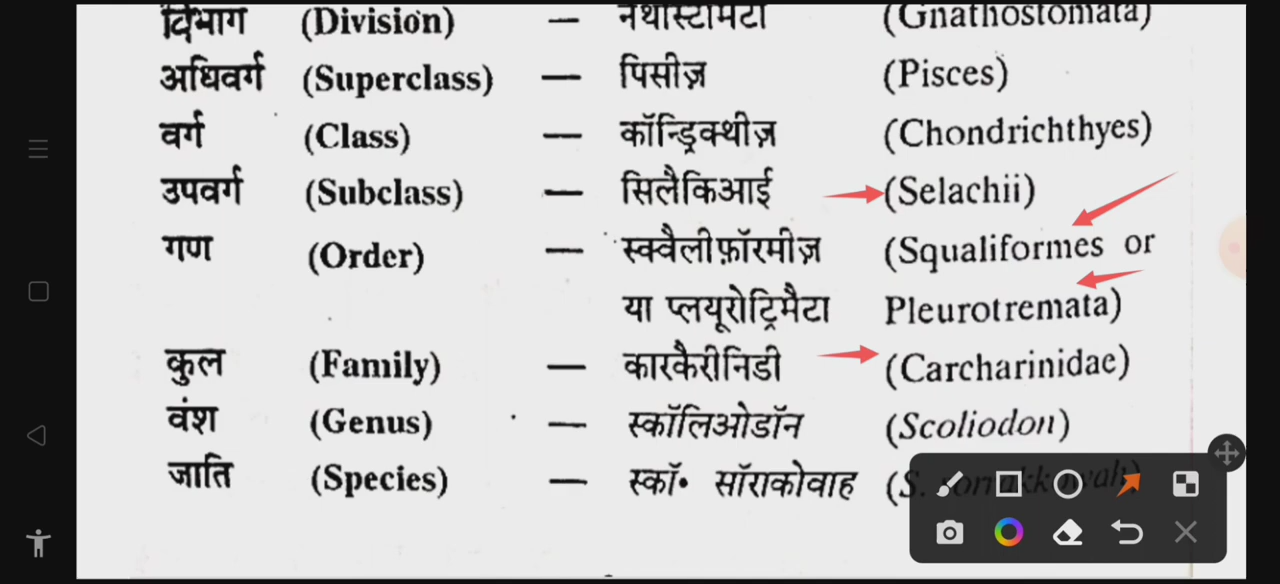 विभाग (Division) — नेथोस्टोमेटा (Gnathostomata)
अधिवर्ग (Superclass) — पिसीज़ (Pisces)
वर्ग (Class) — कॉन्ड्रिक्थीज़ (Chondrichthyes)
उपवर्ग (Subclass) — सिलैकिआई (Selachii)
गण (Order) — स्क्वैलीफ़ॉरमीज़ (Squaliformes or
या प्लयूरोट्रिमैटा Pleurotremata)
कुल (Family) — कारकैरीनिडी (Carcharinidae)
वंश (Genus) — स्कॉलिओडॉन (Scoliodon)
जाति (Species) — स्कॉ॰ सॉराकोवाह (S.